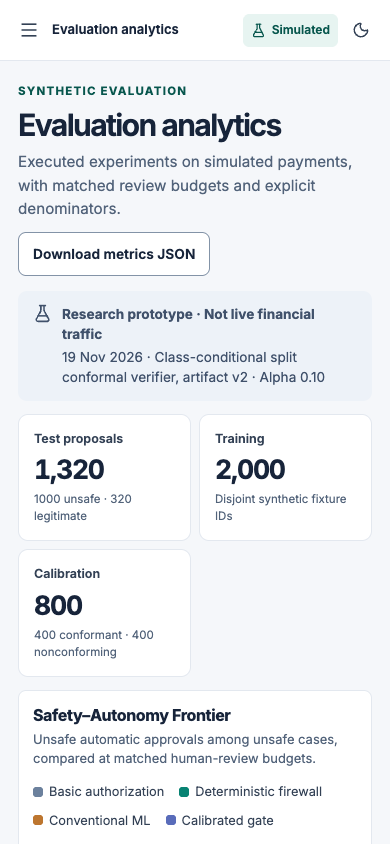 Evaluation analytics
Simulated
SYNTHETIC EVALUATION
Evaluation analytics
Executed experiments on simulated payments,
with matched review budgets and explicit
denominators.
Download metrics JSON
Research prototype · Not live financial
traffic
19 Nov 2026 · Class-conditional split
conformal verifier, artifact v2 · Alpha 0.10
Test proposals
1,320
1000 unsafe · 320
legitimate
Training
2,000
Disjoint synthetic fixture
IDs
Calibration
800
400 conformant · 400
nonconforming
Safety–Autonomy Frontier
Unsafe automatic approvals among unsafe cases,
compared at matched human-review budgets.
Basic authorization
Deterministic firewall
Conventional ML
Calibrated gate